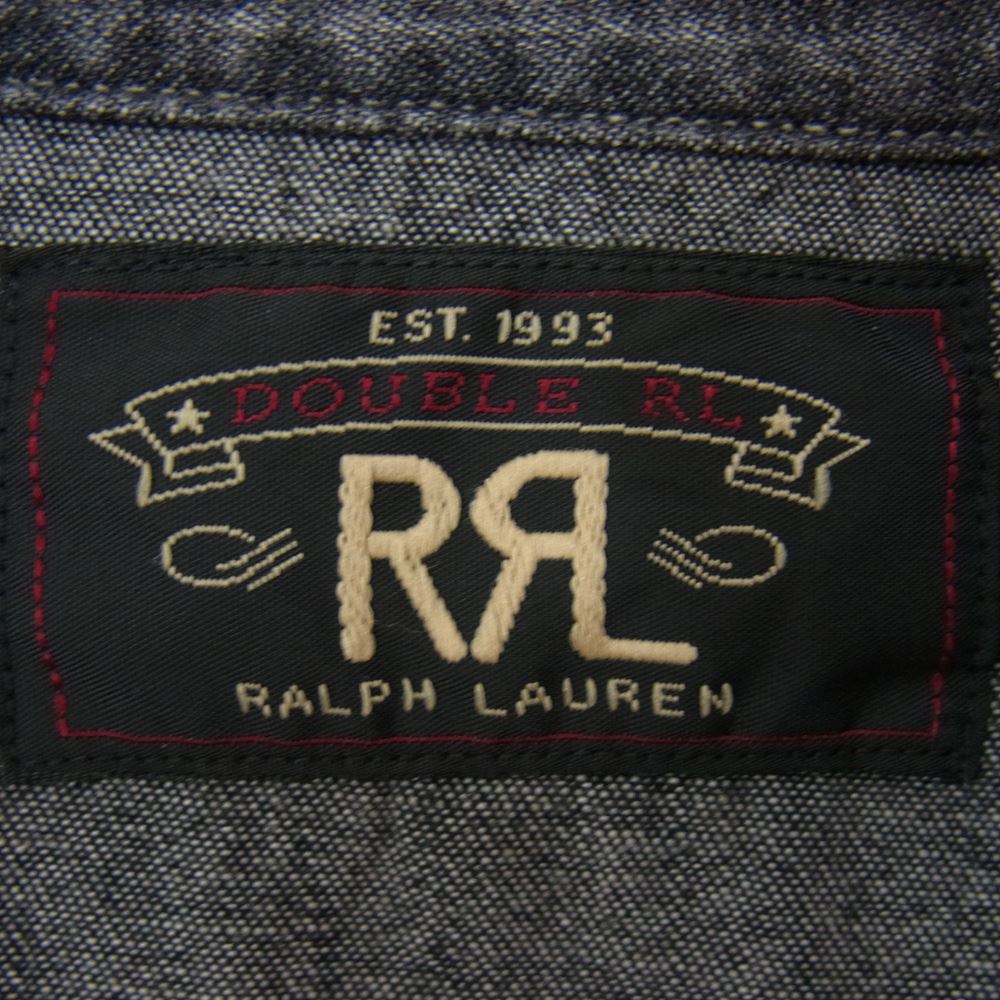 EST. 1993
DOUBLE RL
RRL
RALPH LAUREN